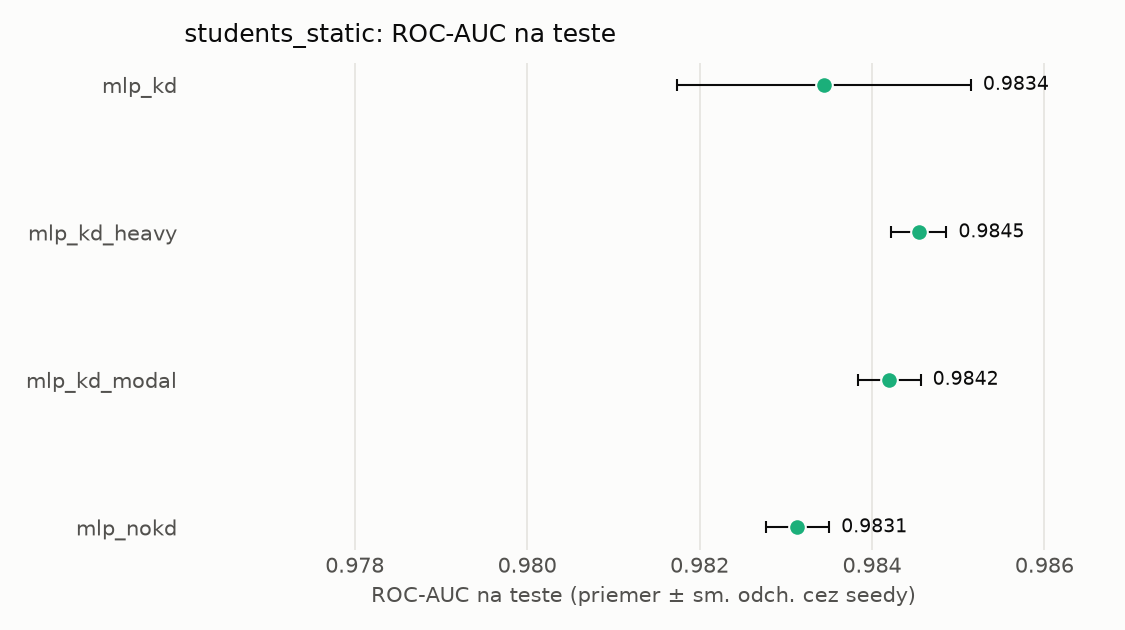 students_static: ROC-AUC na teste
mlp_kd
0.9834
mlp_kd_heavy
0.9845
mlp_kd_modal
0.9842
mlp_nokd
0.9831
0.978 0.980 0.982 0.984 0.986
ROC-AUC na teste (priemer ± sm. odch. cez seedy)